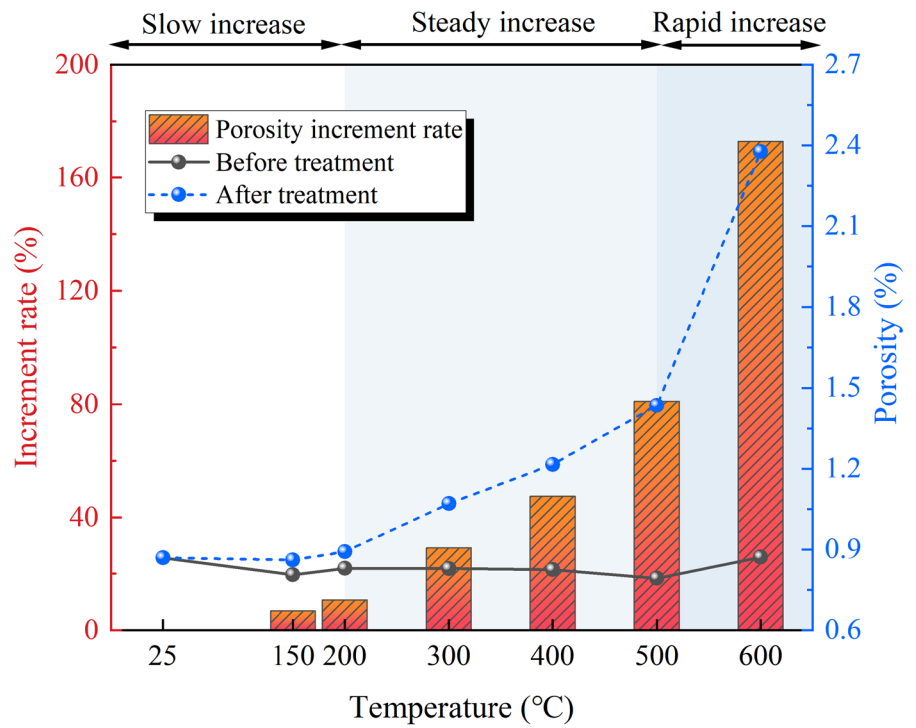 Slow increase Steady increase Rapid increase
Porosity increment rate
Before treatment
After treatment
Increment rate (%)
200
160
120
80
40
0
Porosity (%)
2.7
2.4
2.1
1.8
1.5
1.2
0.9
0.6
25 150 200 300 400 500 600
Temperature (℃)